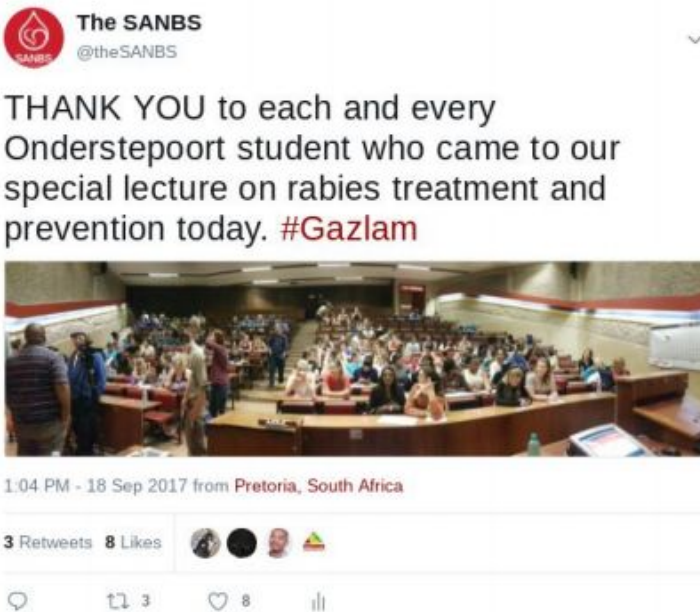 The SANBS
SANBS
@theSANBS
THANK YOU to each and every
Onderstepoort student who came to our
special lecture on rabies treatment and
prevention today. #Gazlam
1:04 PM - 18 Sep 2017 from Pretoria, South Africa
3 Retweets 8 Likes
3 8